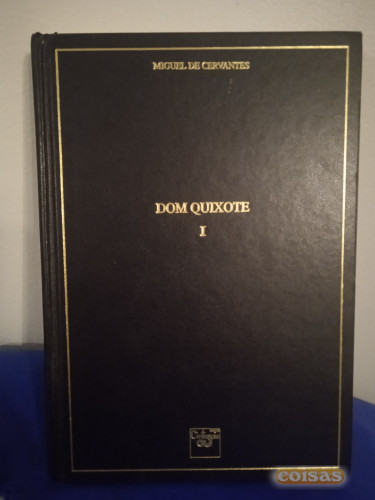 MIGUEL DE CERVANTES
DOM QUIXOTE
I
coisas